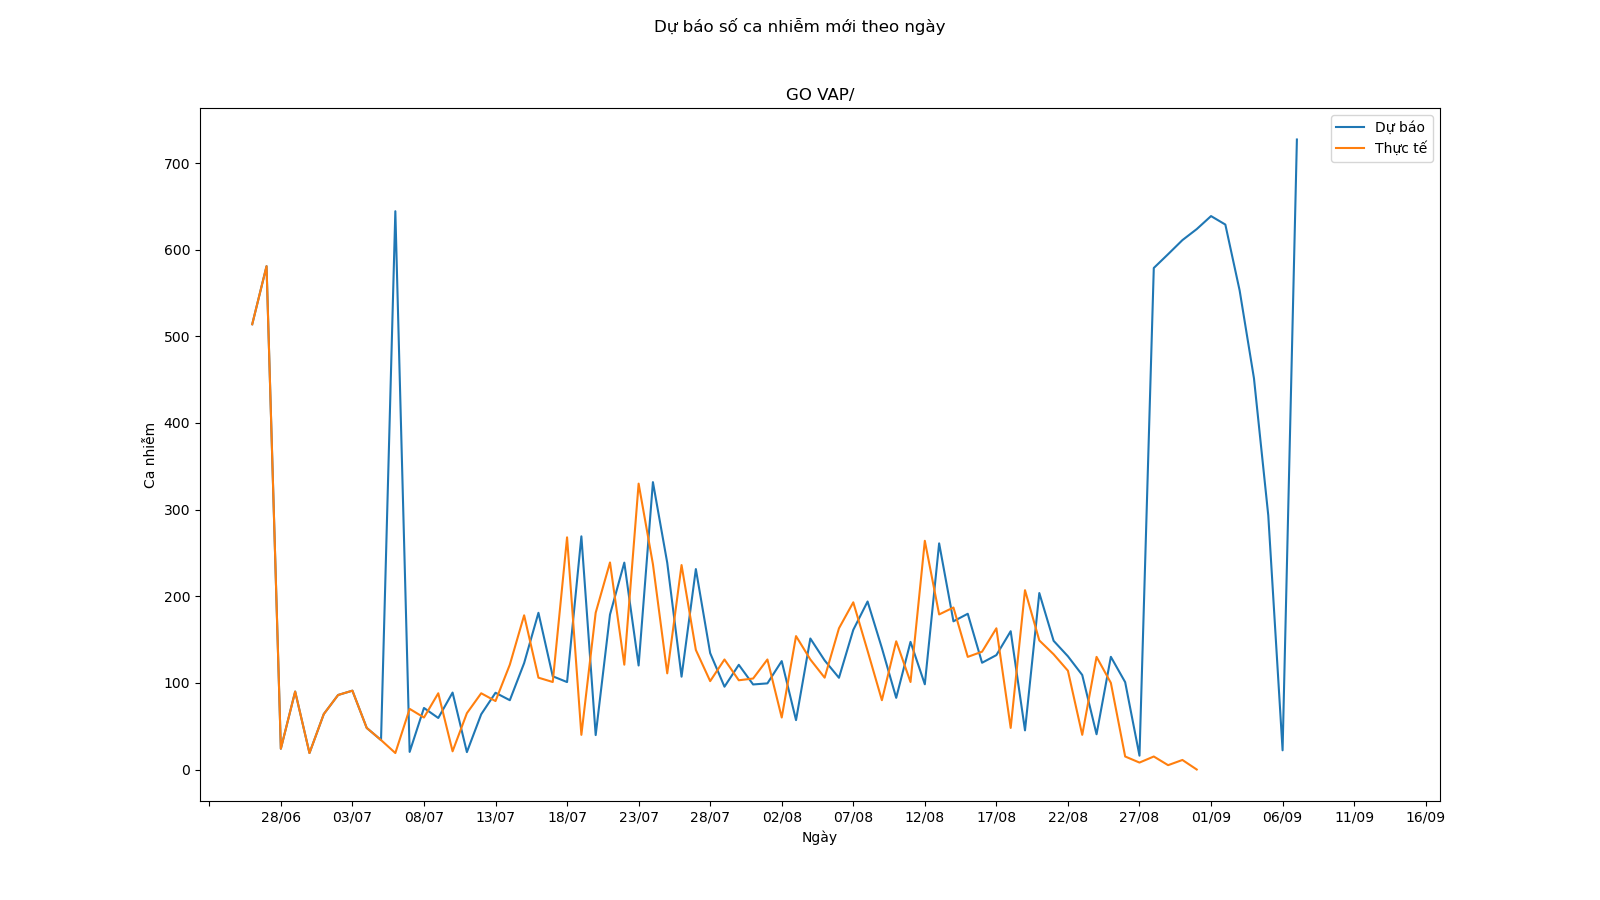 Dự báo số ca nhiễm mới theo ngày
GO VAP/
Dự báo
Thực tế
700
600
500
400
300
200
100
0
Ca nhiễm
28/06 03/07 08/07 13/07 18/07 23/07 28/07 02/08 07/08 12/08 17/08 22/08 27/08 01/09 06/09 11/09 16/09
Ngày